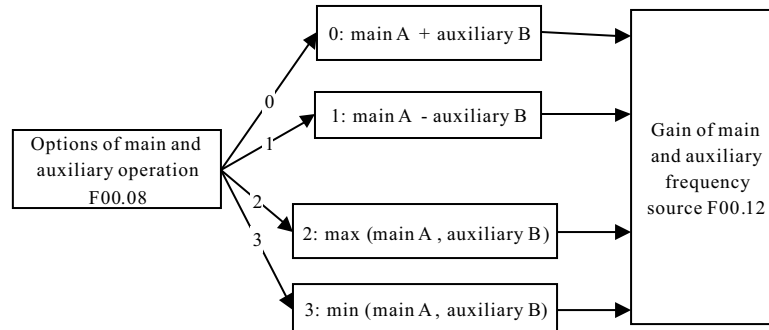 Options of main and
auxiliary operation
F00.08
0
1
2
3
0: main A + auxiliary B
1: main A - auxiliary B
2: max (main A , auxiliary B)
3: min (main A , auxiliary B)
Gain of main
and auxiliary
frequency
source F00.12